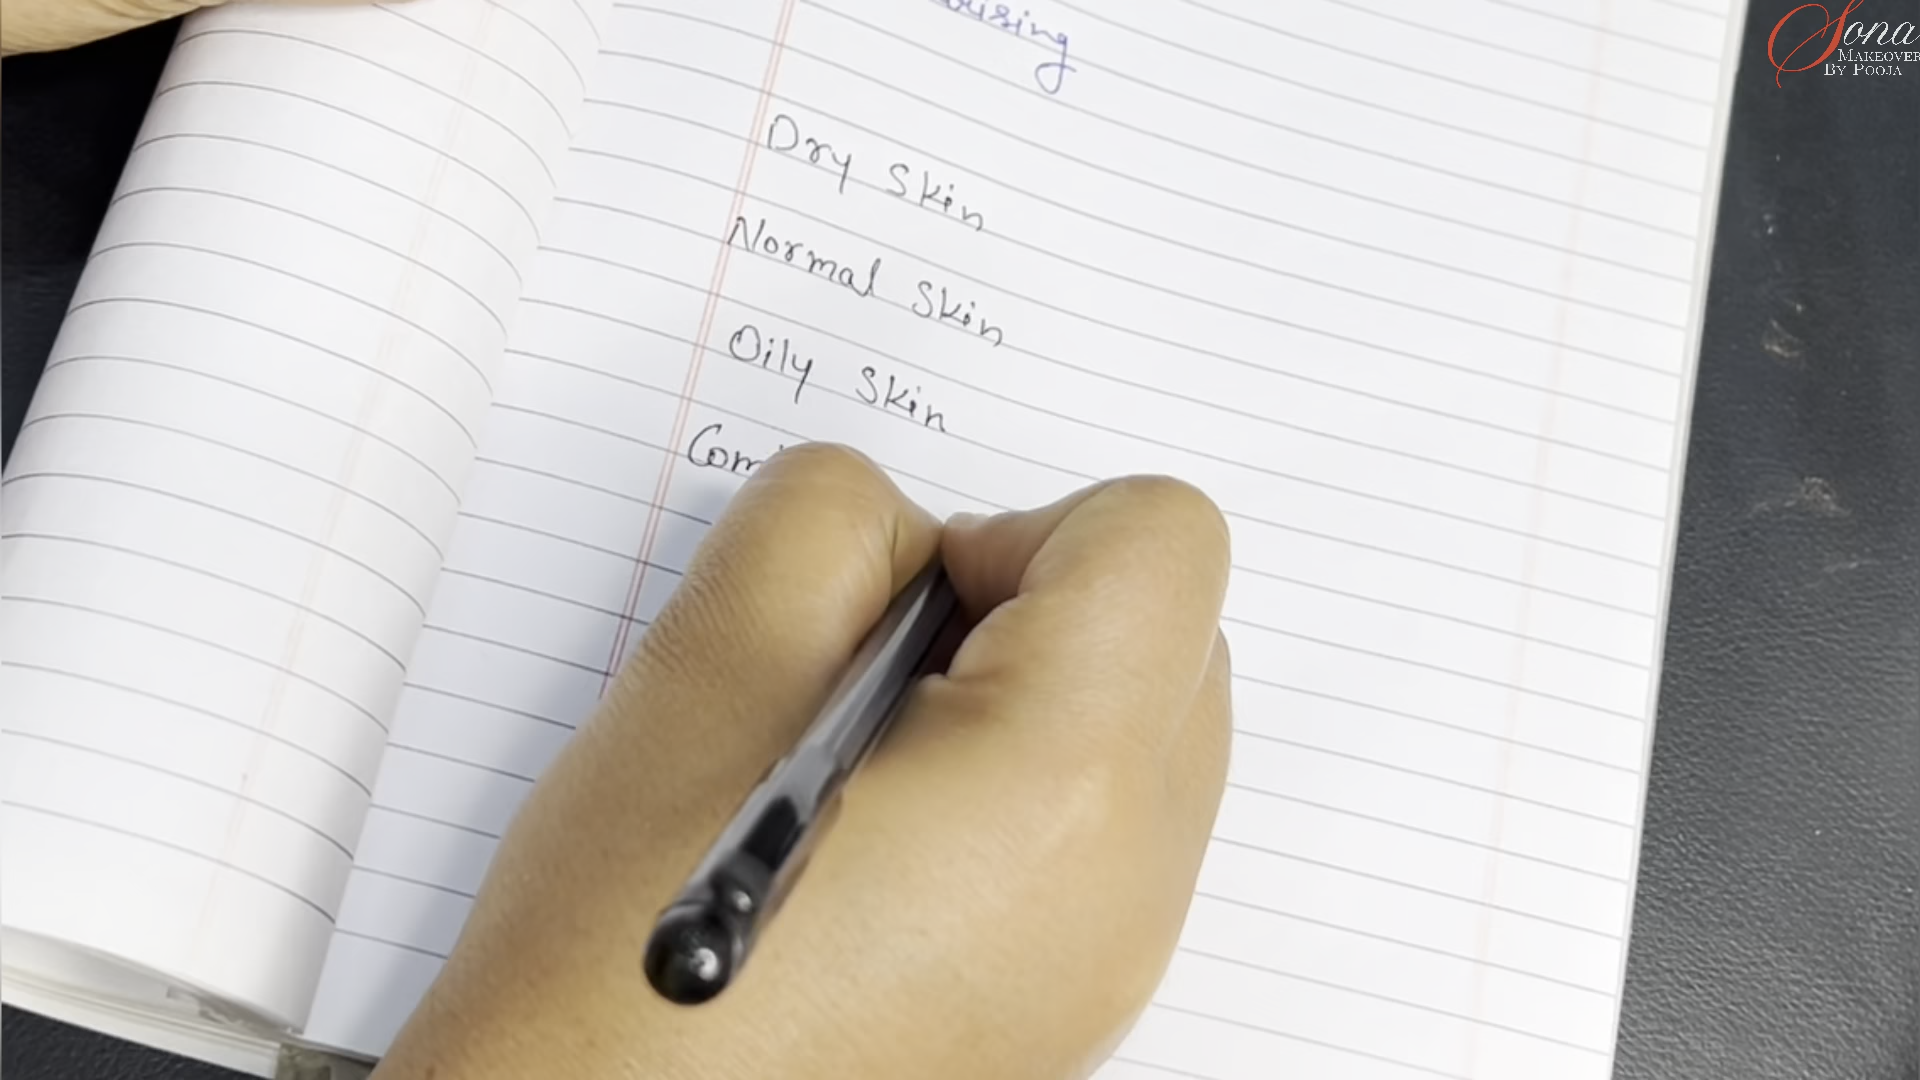 Dry Skin
Normal Skin
Oily Skin
Sona
MAKEOVER
BY POOJA